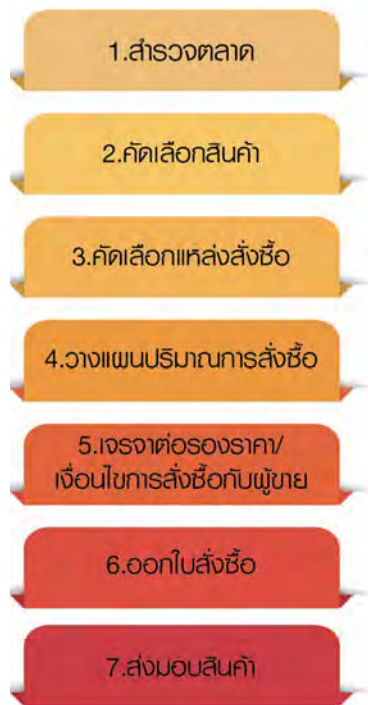 1.สำรวจตลาด
2.คัดเลือกสินค้า
3.คัดเลือกแหล่งสั่งซื้อ
4.วางแผนปริมาณการสั่งซื้อ
5.เจรจาต่อรองราคา/
เงื่อนไขการสั่งซื้อกับผู้ขาย
6.ออกใบสั่งซื้อ
7.ส่งมอบสินค้า